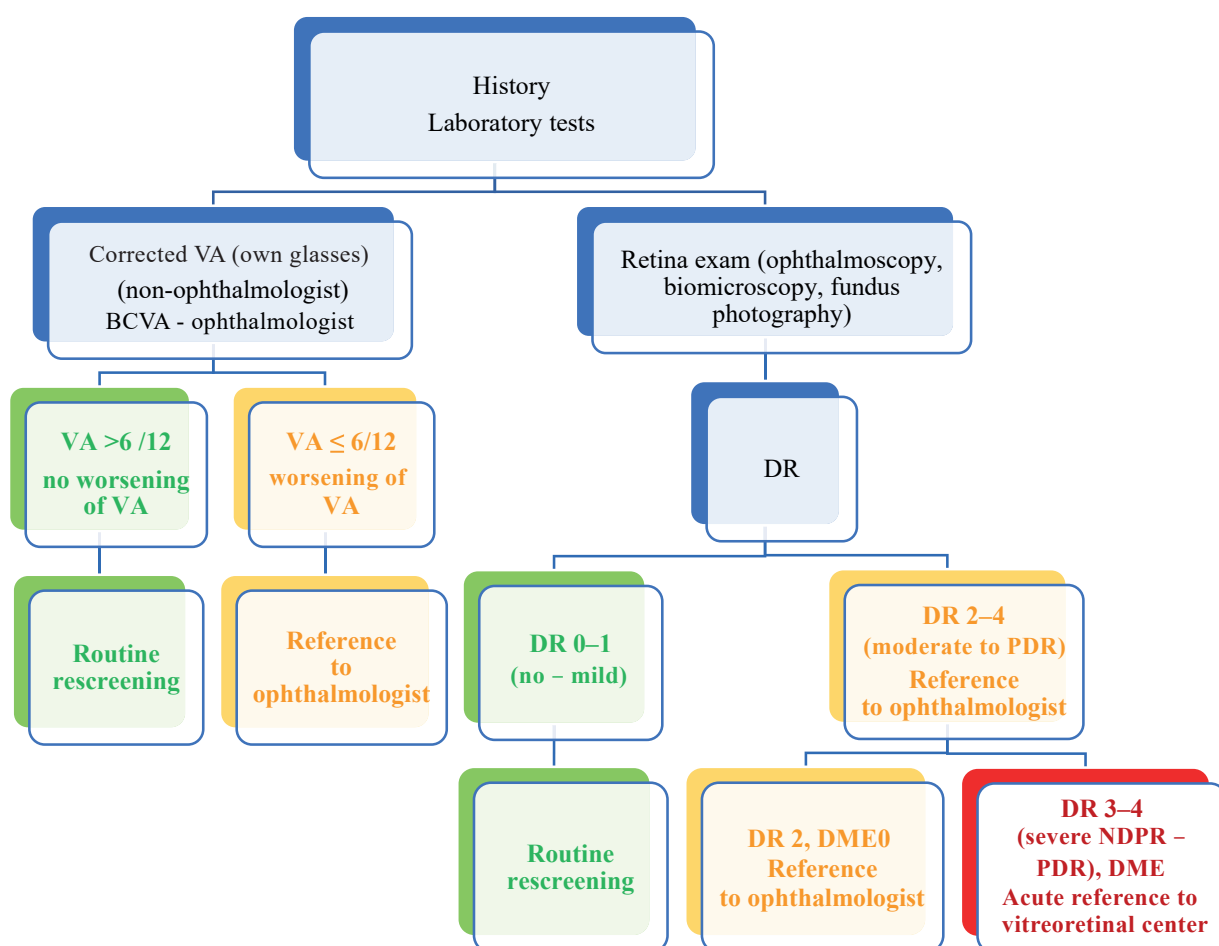 History
Laboratory tests
Corrected VA (own glasses)
(non-ophthalmologist)
BCVA - ophthalmologist
Retina exam (ophthalmoscopy,
biomicroscopy, fundus
photography)
VA >6 /12
no worsening
of VA
VA ≤ 6/12
worsening of
VA
DR
Routine
rescreening
Reference
to
ophthalmologist
DR 0–1
(no – mild)
DR 2–4
(moderate to PDR)
Reference
to ophthalmologist
Routine
rescreening
DR 2, DME0
Reference
to ophthalmologist
DR 3–4
(severe NDPR –
PDR), DME
Acute reference to
vitreoretinal center